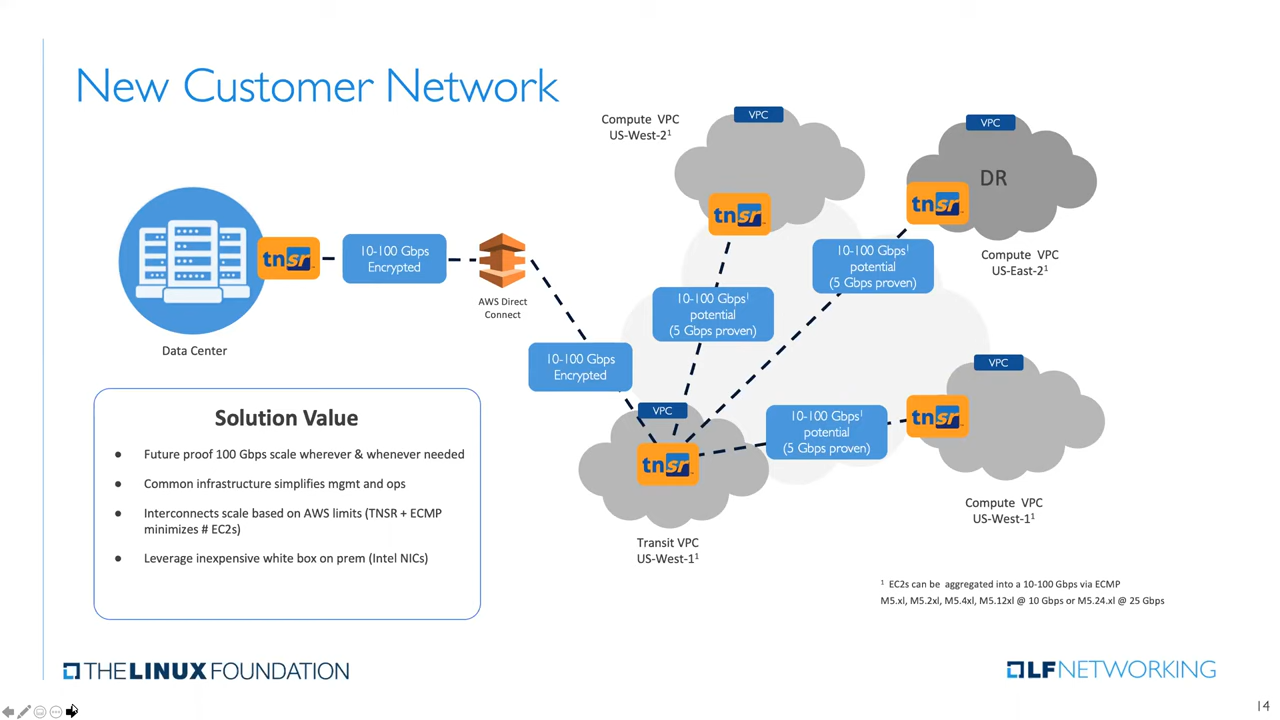 New Customer Network
Compute VPC
US-West-2¹
VPC
tnsr
VPC
DR
tnsr
Compute VPC
US-East-2¹
tnsr
10-100 Gbps
Encrypted
AWS Direct
Connect
Data Center
10-100 Gbps¹
potential
(5 Gbps proven)
10-100 Gbps¹
potential
(5 Gbps proven)
10-100 Gbps
Encrypted
VPC
tnsr
Transit VPC
US-West-1¹
10-100 Gbps¹
potential
(5 Gbps proven)
VPC
tnsr
Compute VPC
US-West-1¹
Solution Value
● Future proof 100 Gbps scale wherever & whenever needed
● Common infrastructure simplifies mgmt and ops
● Interconnects scale based on AWS limits (TNSR + ECMP
minimizes # EC2s)
● Leverage inexpensive white box on prem (Intel NICs)
¹ EC2s can be aggregated into a 10-100 Gbps via ECMP
M5.xl, M5.2xl, M5.4xl, M5.12xl @ 10 Gbps or M5.24.xl @ 25 Gbps
THE LINUX FOUNDATION
LF NETWORKING
14